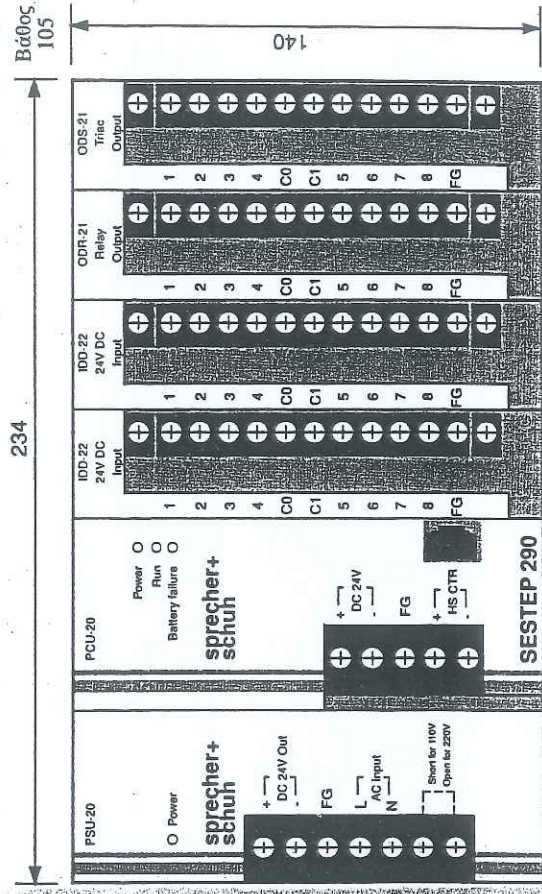 234
Βάθος
105
140
PSU-20
Power
sprecher+
schuh
+
DC 24V Out
-
FG
L
AC Input
N
Short for 110V
Open for 220V
PCU-20
Power
Run
Battery failure
sprecher+
schuh
+
DC 24V
-
FG
+
HS CTR
-
SESTEP 290
IDD-22
24V DC
Input
1
2
3
4
C0
C1
5
6
7
8
FG
IDD-22
24V DC
Input
1
2
3
4
C0
C1
5
6
7
8
FG
ODR-21
Relay
Output
1
2
3
4
C0
C1
5
6
7
8
FG
ODS-21
Triac
Output
1
2
3
4
C0
C1
5
6
7
8
FG